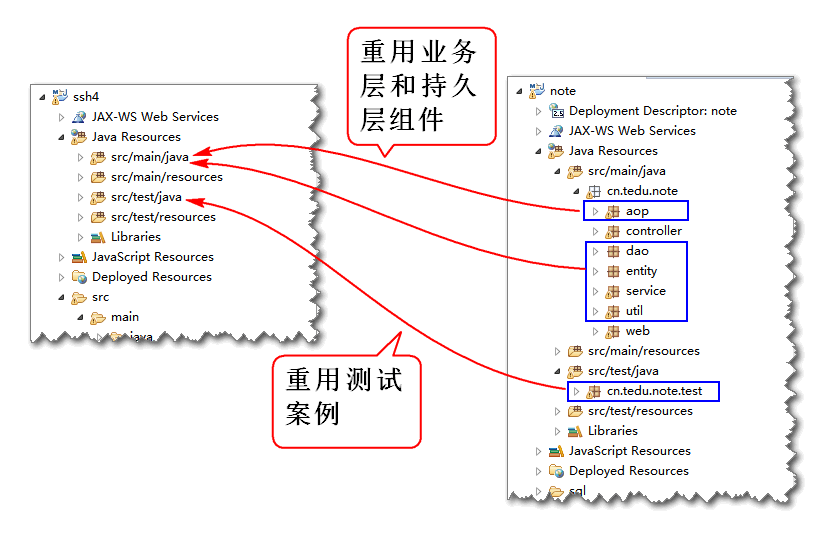 重用业务
层和持久
层组件
ssh4
JAX-WS Web Services
Java Resources
src/main/java
src/main/resources
src/test/java
src/test/resources
Libraries
JavaScript Resources
Deployed Resources
src
main
java
重用测试
案例
note
Deployment Descriptor: note
JAX-WS Web Services
Java Resources
src/main/java
cn.tedu.note
aop
controller
dao
entity
service
util
web
src/main/resources
src/test/java
cn.tedu.note.test
src/test/resources
Libraries
JavaScript Resources
Deployed Resources
sql